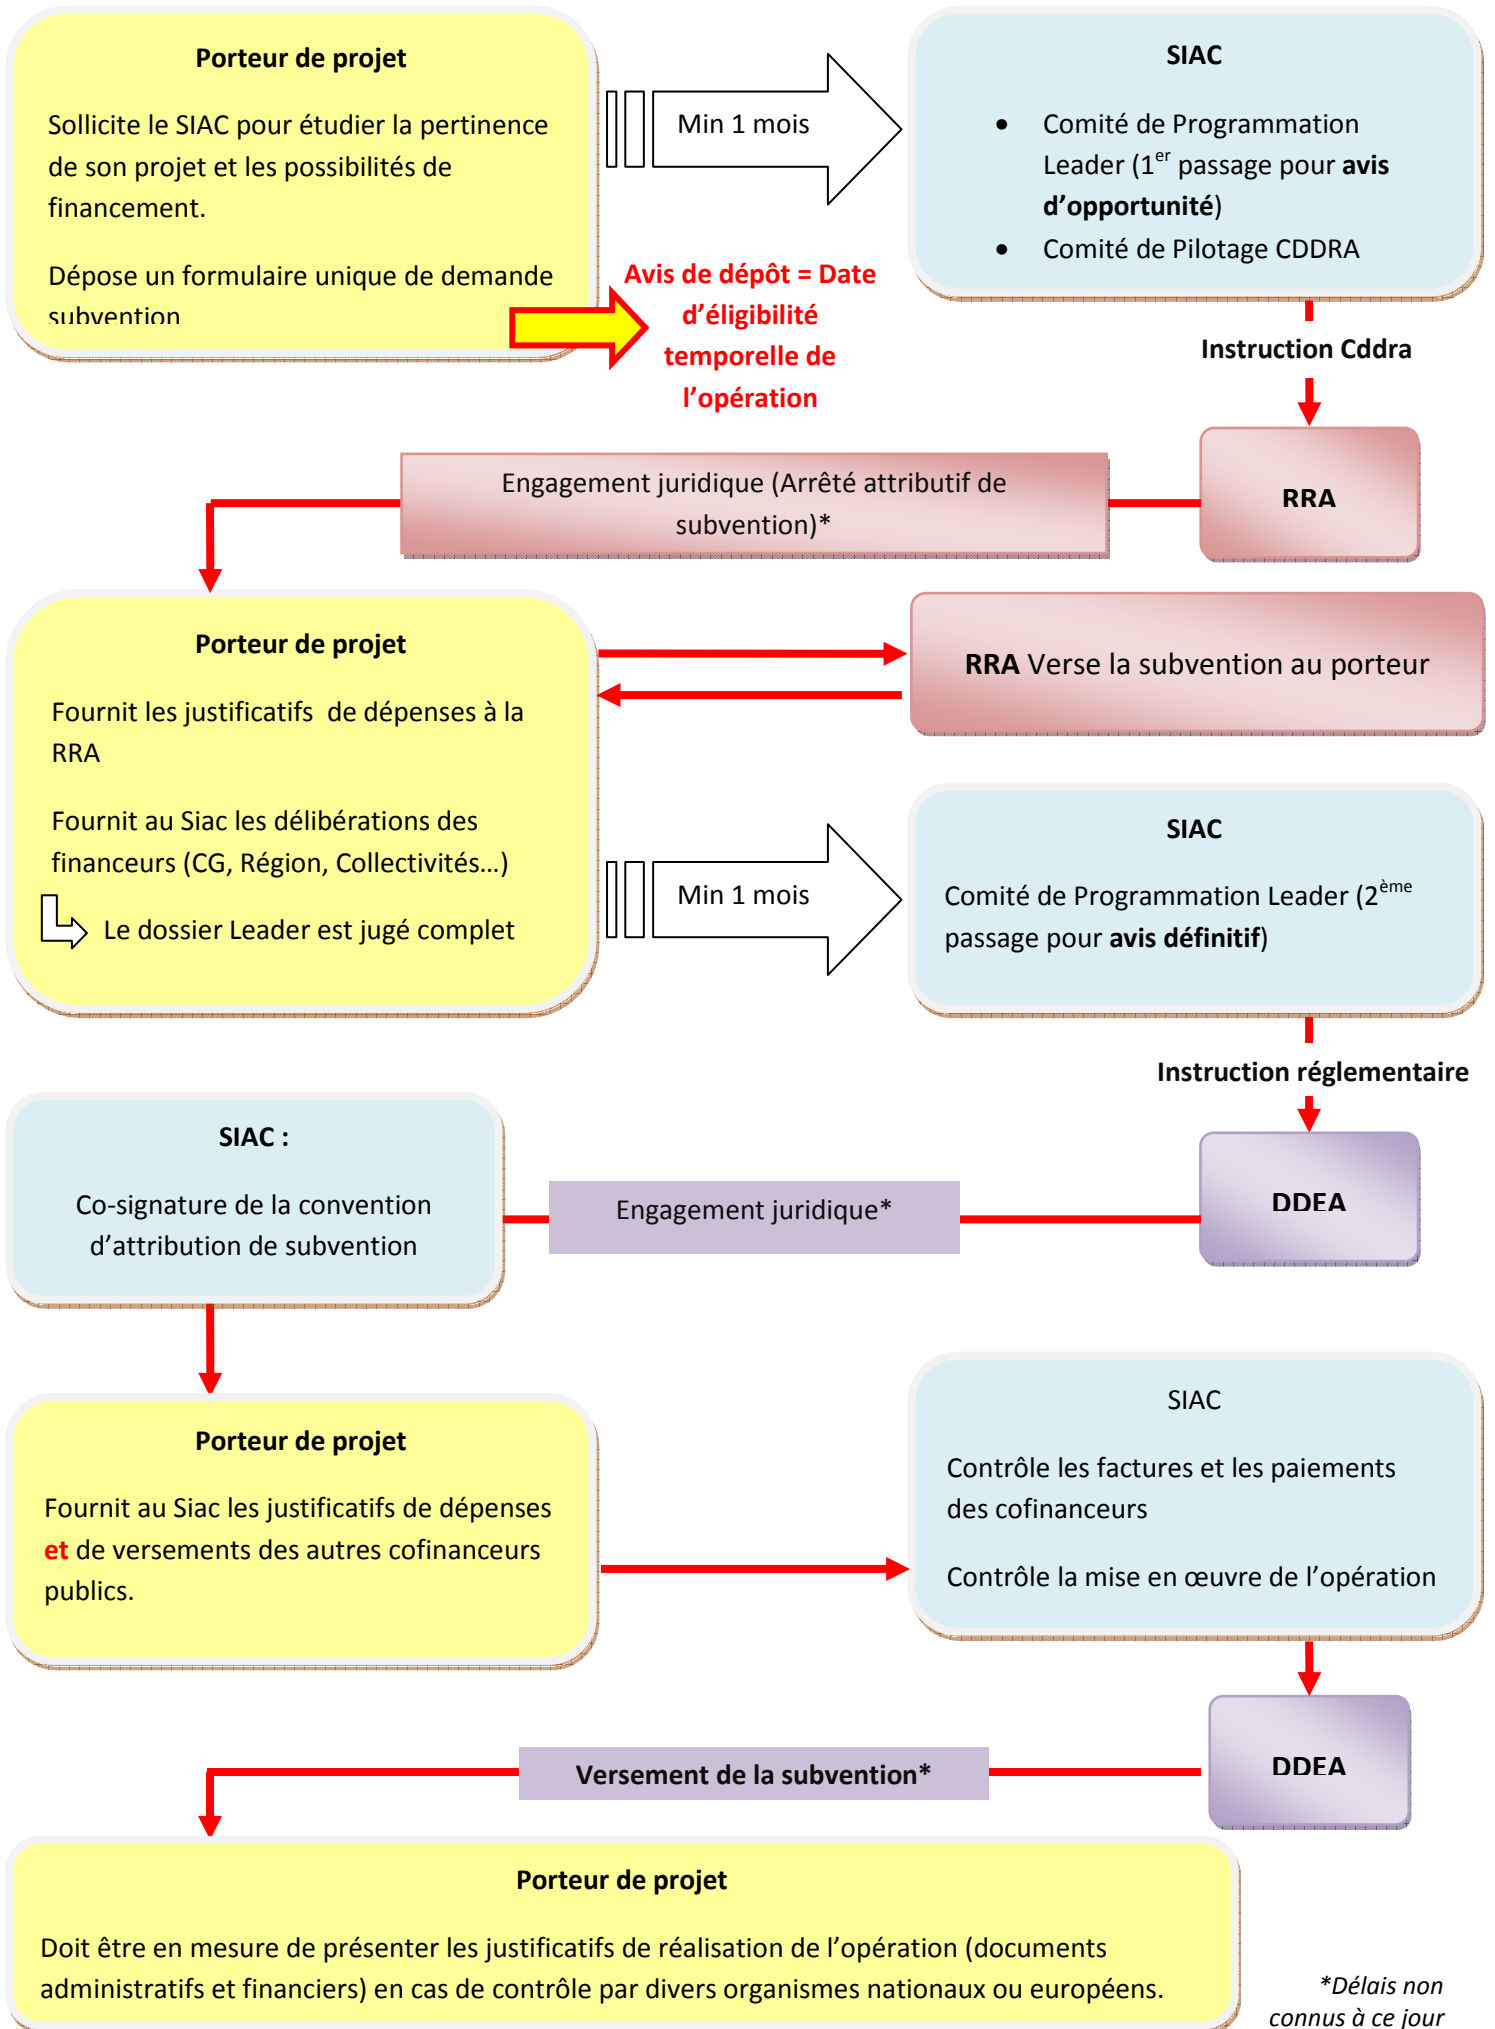 Porteur de projet
Sollicite le SIAC pour étudier la pertinence
de son projet et les possibilités de
financement.
Dépose un formulaire unique de demande
subvention
Min 1 mois
SIAC
• Comité de Programmation
Leader (1er passage pour avis
d’opportunité)
• Comité de Pilotage CDDRA
Avis de dépôt = Date
d’éligibilité
temporelle de
l’opération
Instruction Cddra
RRA
Engagement juridique (Arrêté attributif de
subvention)*
Porteur de projet
Fournit les justificatifs de dépenses à la
RRA
Fournit au Siac les délibérations des
financeurs (CG, Région, Collectivités…)
Le dossier Leader est jugé complet
RRA Verse la subvention au porteur
Min 1 mois
SIAC
Comité de Programmation Leader (2ème
passage pour avis définitif)
Instruction réglementaire
DDEA
Engagement juridique*
SIAC :
Co-signature de la convention
d’attribution de subvention
Porteur de projet
Fournit au Siac les justificatifs de dépenses
et de versements des autres cofinanceurs
publics.
SIAC
Contrôle les factures et les paiements
des cofinanceurs
Contrôle la mise en œuvre de l’opération
DDEA
Versement de la subvention*
Porteur de projet
Doit être en mesure de présenter les justificatifs de réalisation de l’opération (documents
administratifs et financiers) en cas de contrôle par divers organismes nationaux ou européens.
*Délais non
connus à ce jour